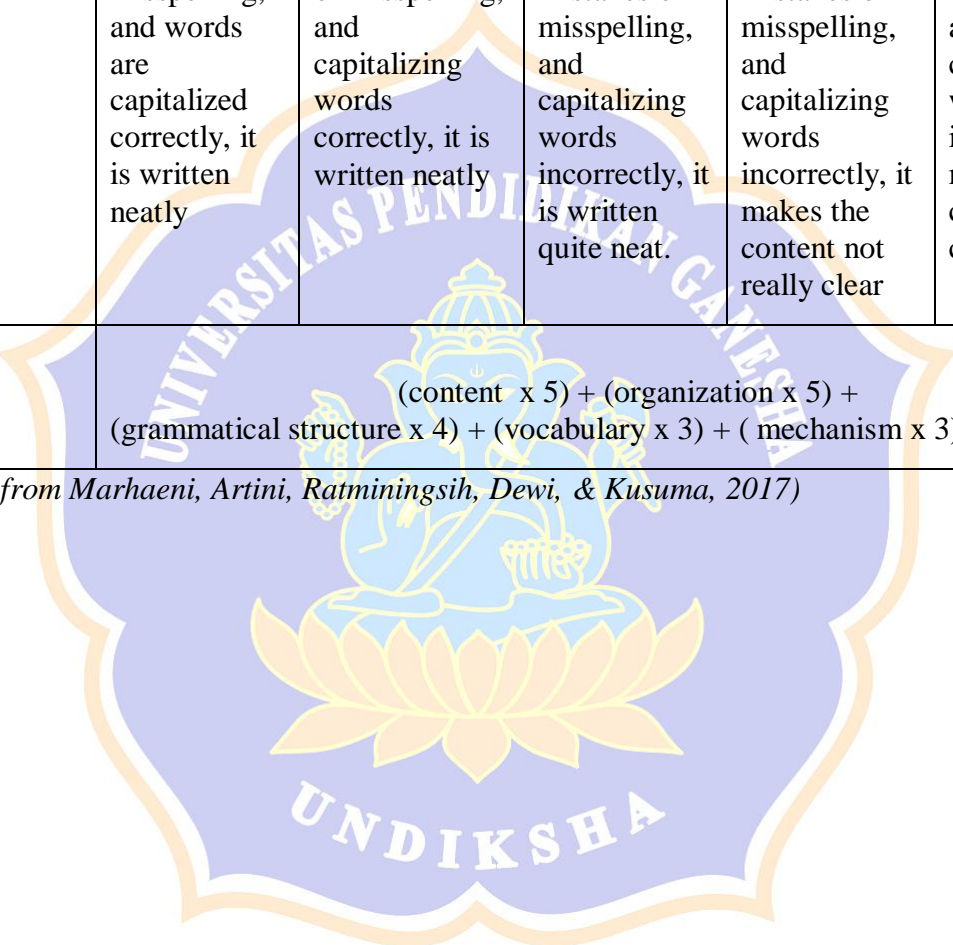 and words
are
capitalized
correctly, it
is written
neatly
and
capitalizing
words
correctly, it is
written neatly
misspelling,
and
capitalizing
words
incorrectly, it
is written
quite neat.
misspelling,
and
capitalizing
words
incorrectly, it
makes the
content not
really clear
(content x 5) + (organization x 5) +
(grammatical structure x 4) + (vocabulary x 3) + ( mechanism x 3)
from Marhaeni, Artini, Ratminingsih, Dewi, & Kusuma, 2017)
UNIVERSITAS PENDIDIKAN GANESHA
UNDIKSHA